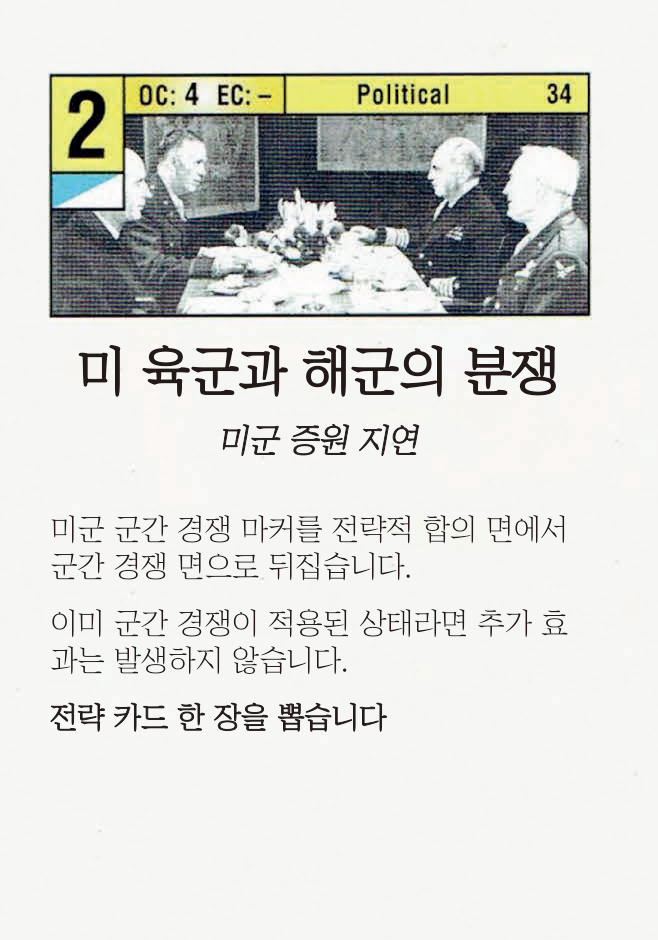 2
OC: 4 EC: –
Political 34
미 육군과 해군의 분쟁
미군 증원 지연
미군 군간 경쟁 마커를 전략적 합의 면에서
군간 경쟁 면으로 뒤집습니다.
이미 군간 경쟁이 적용된 상태라면 추가 효
과는 발생하지 않습니다.
전략 카드 한 장을 뽑습니다